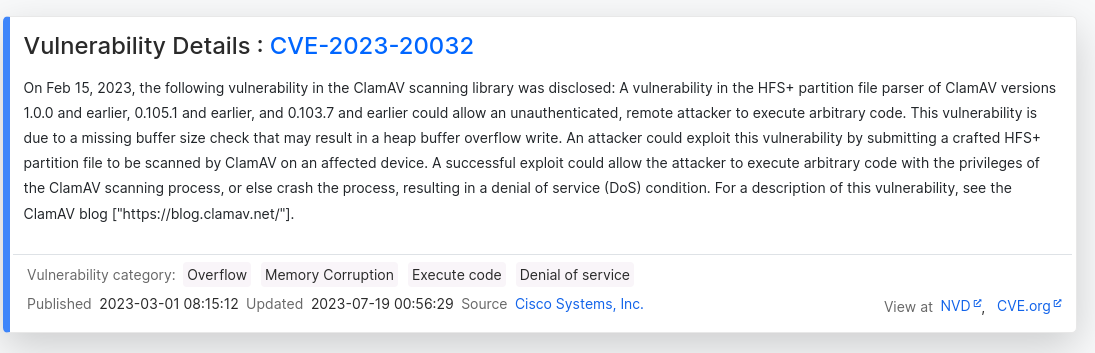 Vulnerability Details : CVE-2023-20032
On Feb 15, 2023, the following vulnerability in the ClamAV scanning library was disclosed: A vulnerability in the HFS+ partition file parser of ClamAV versions
1.0.0 and earlier, 0.105.1 and earlier, and 0.103.7 and earlier could allow an unauthenticated, remote attacker to execute arbitrary code. This vulnerability is
due to a missing buffer size check that may result in a heap buffer overflow write. An attacker could exploit this vulnerability by submitting a crafted HFS+
partition file to be scanned by ClamAV on an affected device. A successful exploit could allow the attacker to execute arbitrary code with the privileges of
the ClamAV scanning process, or else crash the process, resulting in a denial of service (DoS) condition. For a description of this vulnerability, see the
ClamAV blog ["https://blog.clamav.net/"].
Vulnerability category: Overflow Memory Corruption Execute code Denial of service
Published 2023-03-01 08:15:12 Updated 2023-07-19 00:56:29 Source Cisco Systems, Inc.
View at NVD, CVE.org